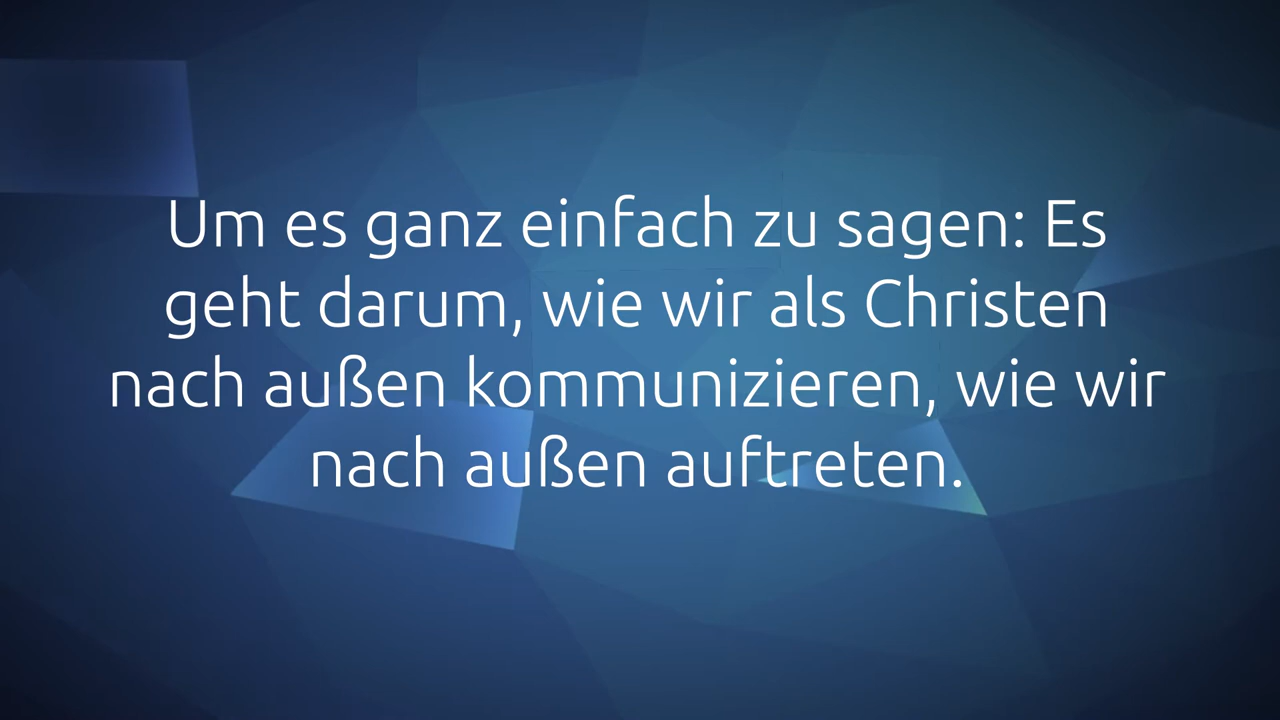 Um es ganz einfach zu sagen: Es
geht darum, wie wir als Christen
nach außen kommunizieren, wie wir
nach außen auftreten.